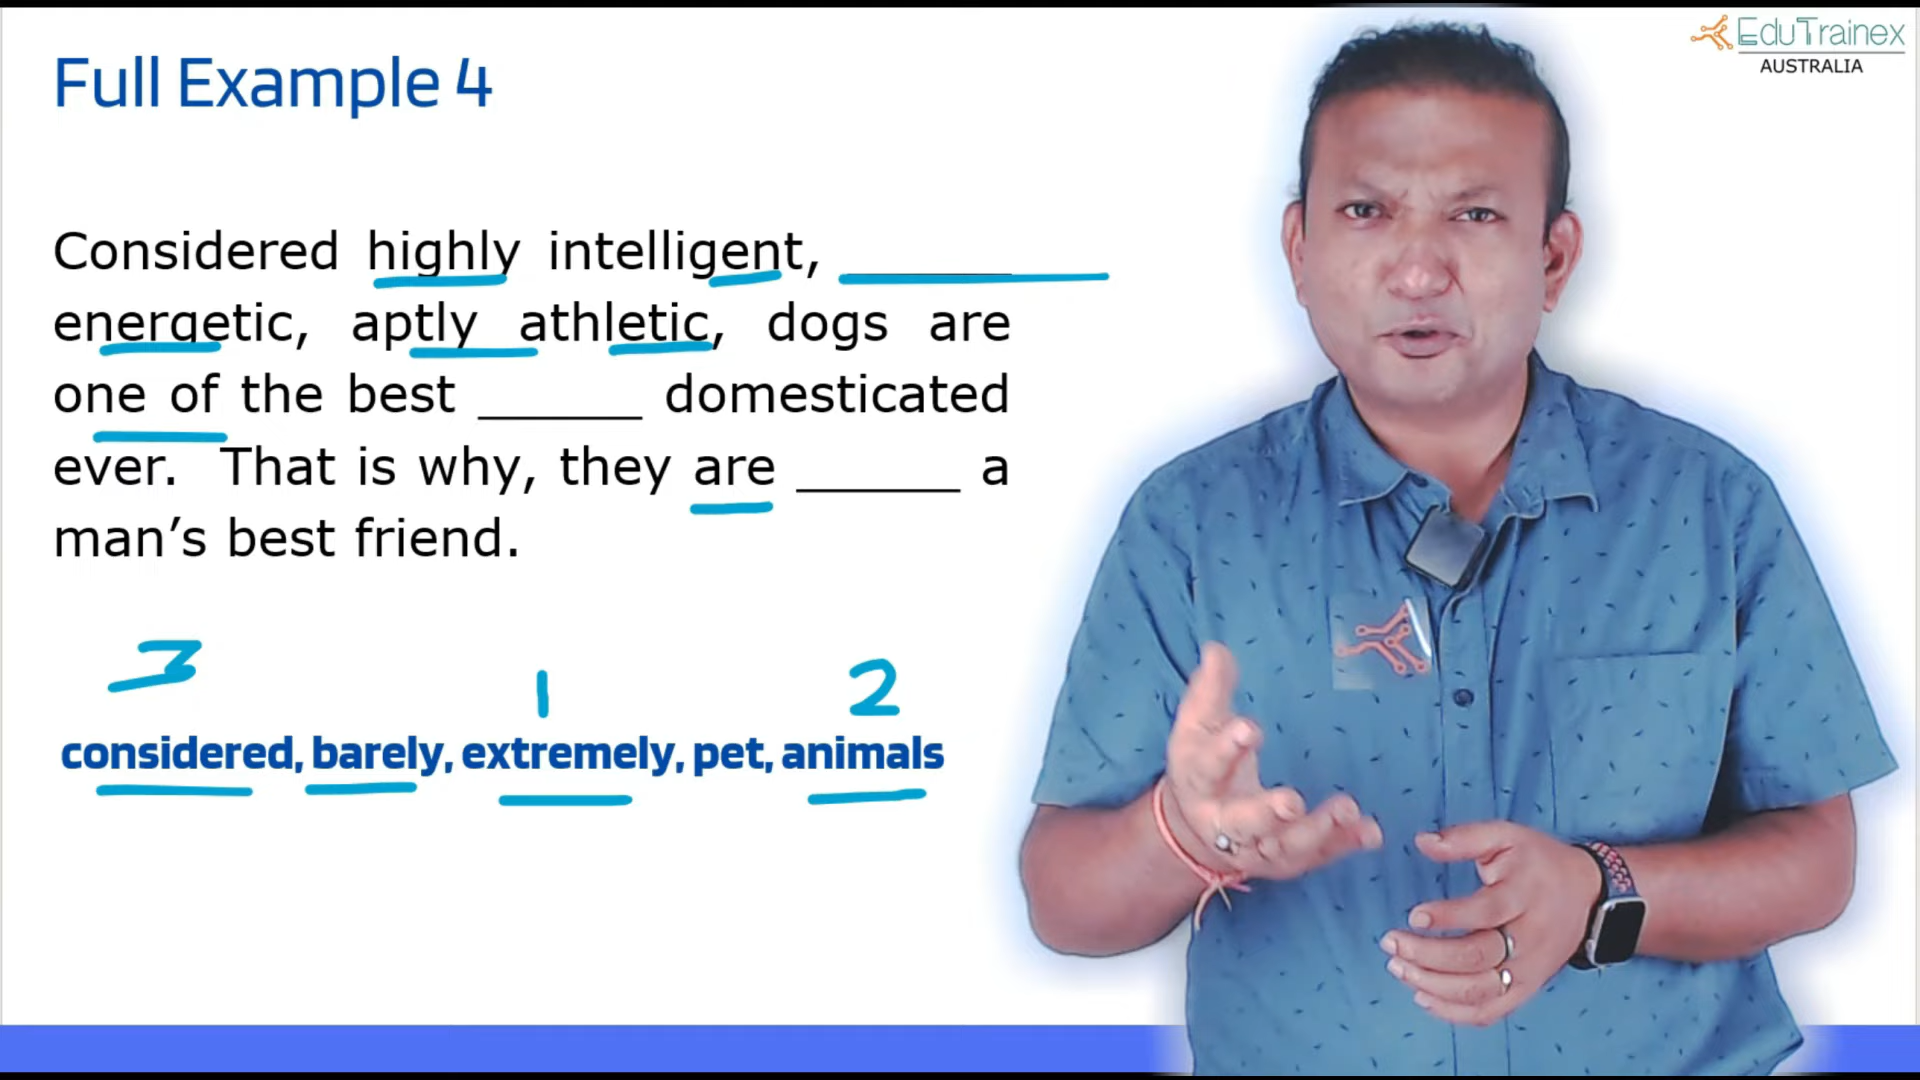 EduTrainex
AUSTRALIA
Full Example 4
Considered highly intelligent, ______
energetic, aptly athletic, dogs are
one of the best ______ domesticated
ever. That is why, they are ______ a
man’s best friend.
3 1 2
considered, barely, extremely, pet, animals